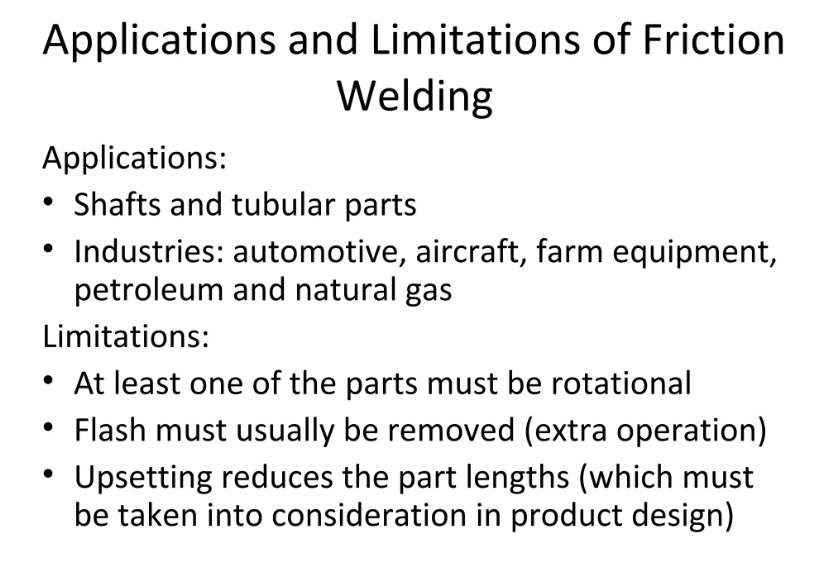 Applications and Limitations of Friction
Welding
Applications:
• Shafts and tubular parts
• Industries: automotive, aircraft, farm equipment,
petroleum and natural gas
Limitations:
• At least one of the parts must be rotational
• Flash must usually be removed (extra operation)
• Upsetting reduces the part lengths (which must
be taken into consideration in product design)